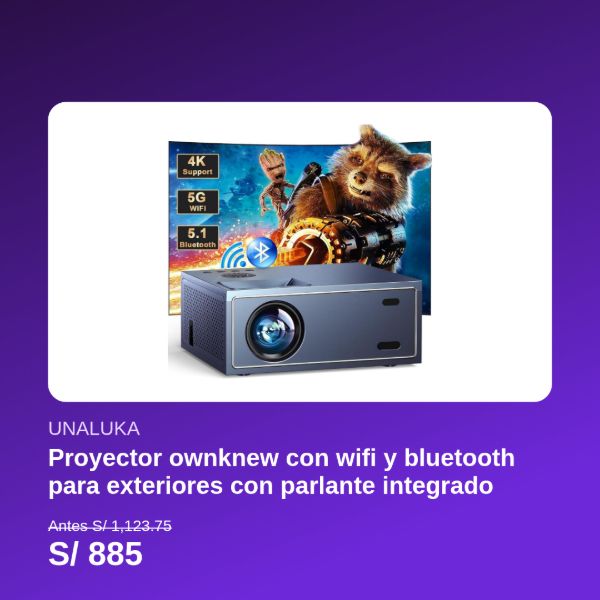 4K
Support
5G
WiFi
5.1
Bluetooth
UNALUKA
Proyector ownknew con wifi y bluetooth
para exteriores con parlante integrado
Antes S/ 1,123.75
S/ 885